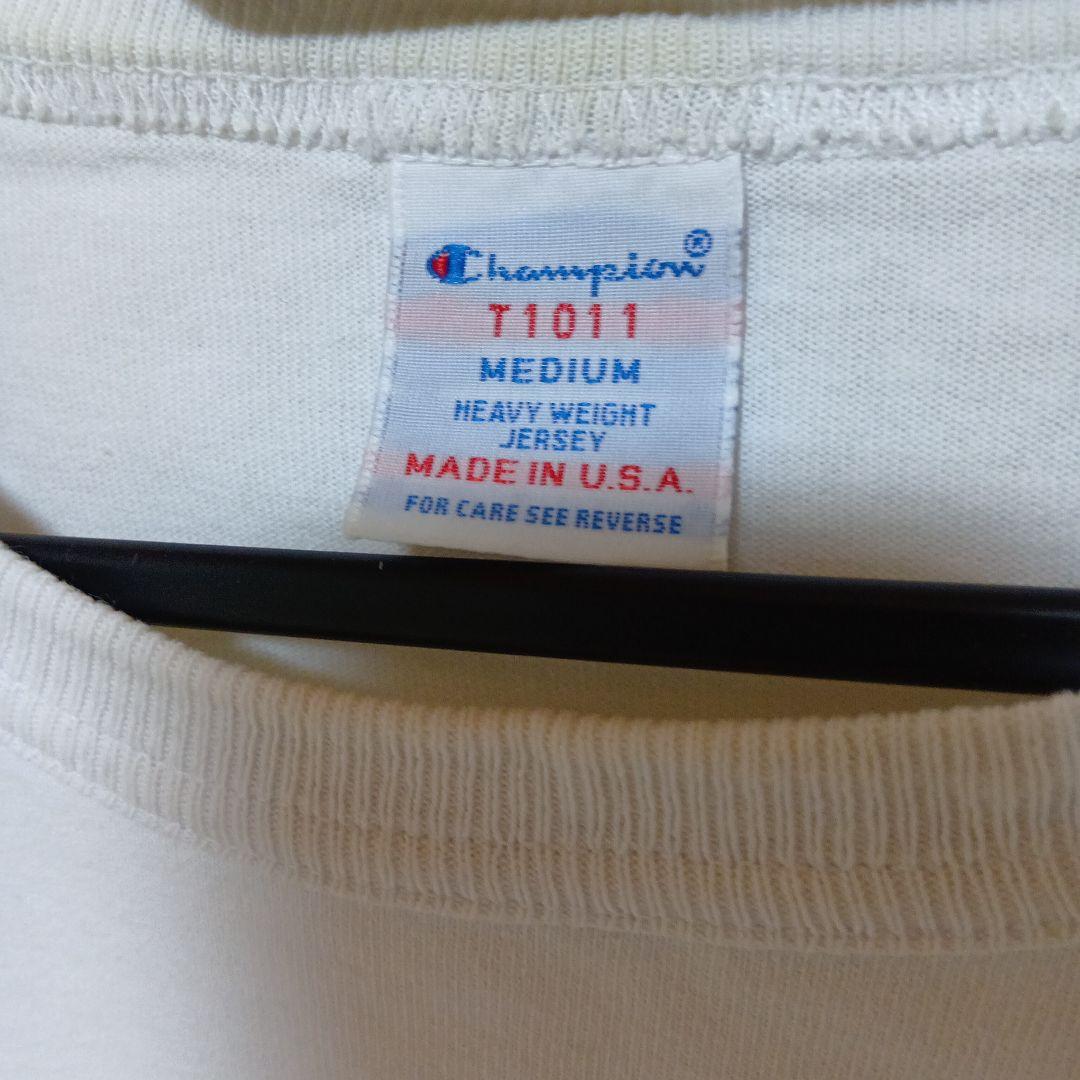 Champion®
T1011
MEDIUM
HEAVY WEIGHT
JERSEY
MADE IN U.S.A.
FOR CARE SEE REVERSE